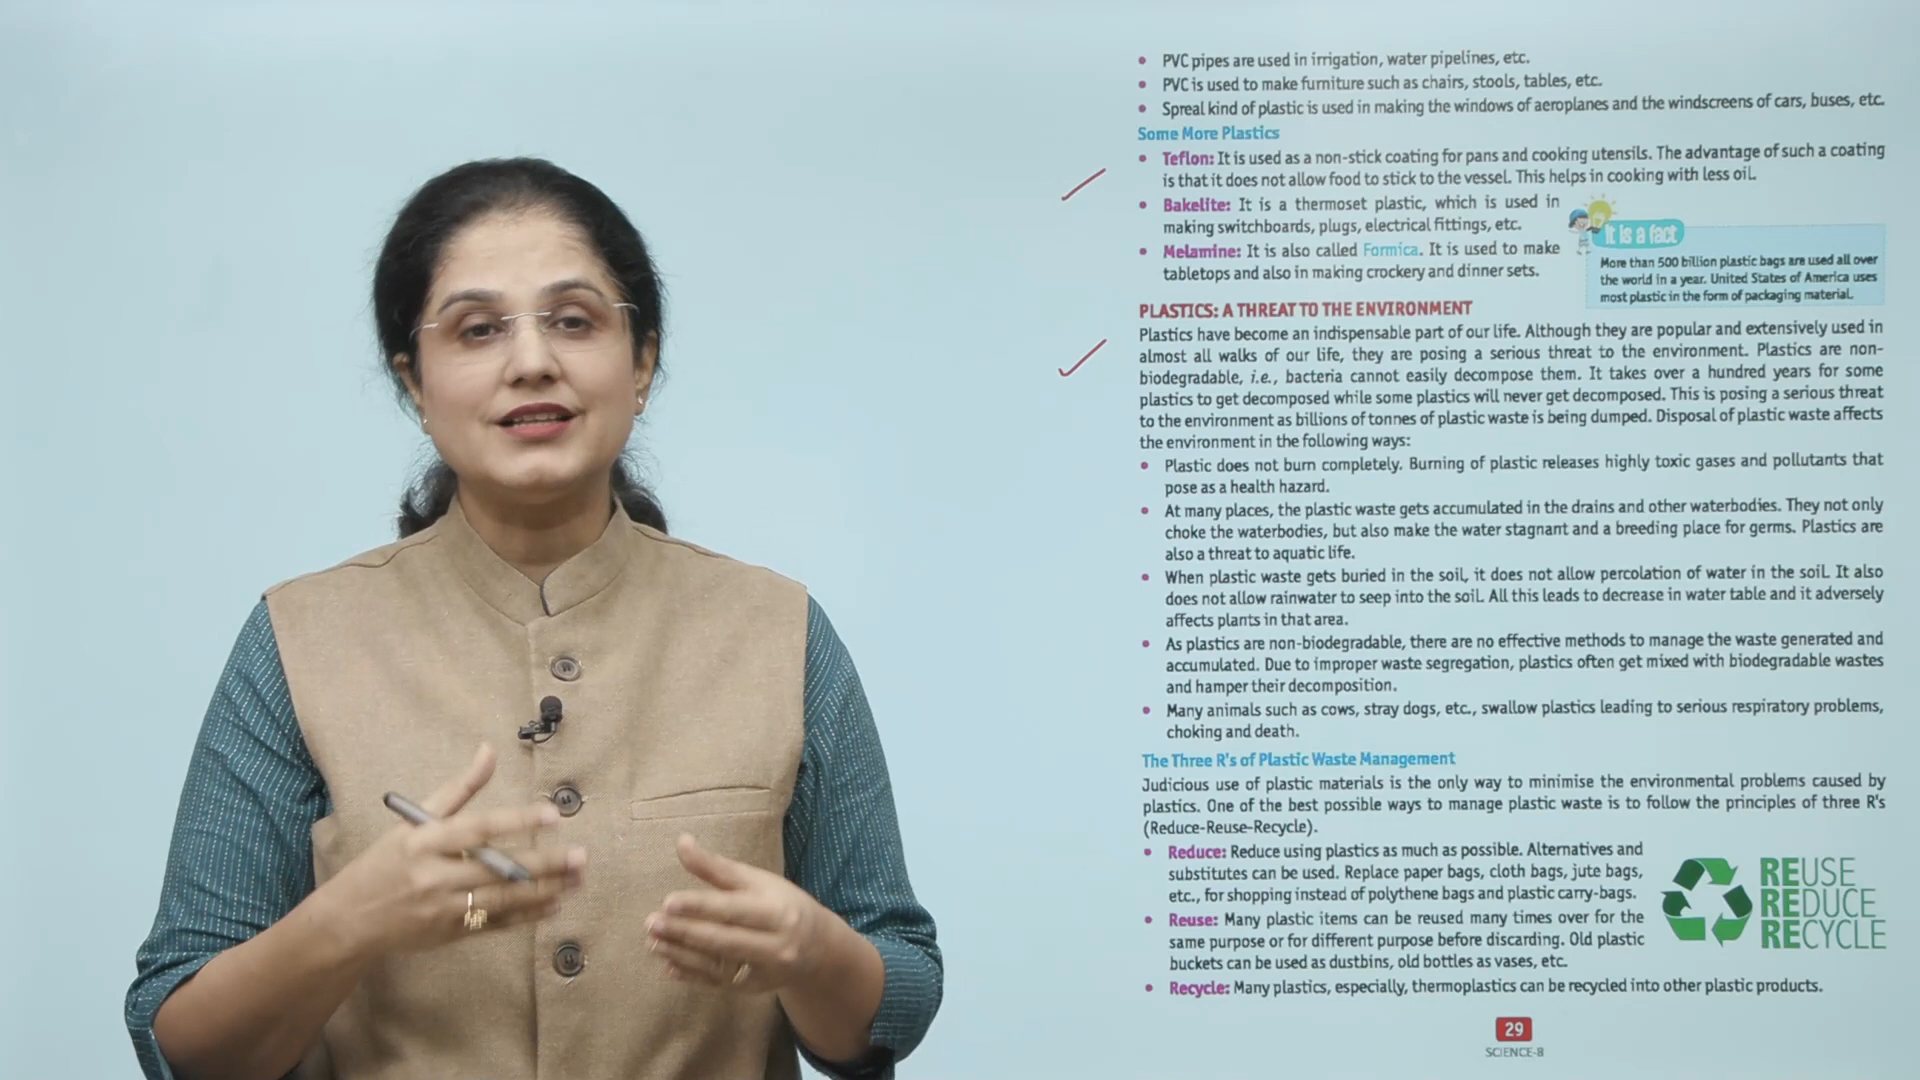 PVC pipes are used in irrigation, water pipelines, etc.
PVC is used to make furniture such as chairs, stools, tables, etc.
Spreal kind of plastic is used in making the windows of aeroplanes and the windscreens of cars, buses, etc.
Some More Plastics
Teflon: It is used as a non-stick coating for pans and cooking utensils. The advantage of such a coating
is that it does not allow food to stick to the vessel. This helps in cooking with less oil.
Bakelite: It is a thermoset plastic, which is used in
making switchboards, plugs, electrical fittings, etc.
Melamine: It is also called Formica. It is used to make
tabletops and also in making crockery and dinner sets.
It is a fact
More than 500 billion plastic bags are used all over
the world in a year. United States of America uses
most plastic in the form of packaging material.
PLASTICS: A THREAT TO THE ENVIRONMENT
Plastics have become an indispensable part of our life. Although they are popular and extensively used in
almost all walks of our life, they are posing a serious threat to the environment. Plastics are non-
biodegradable, i.e., bacteria cannot easily decompose them. It takes over a hundred years for some
plastics to get decomposed while some plastics will never get decomposed. This is posing a serious threat
to the environment as billions of tonnes of plastic waste is being dumped. Disposal of plastic waste affects
the environment in the following ways:
Plastic does not burn completely. Burning of plastic releases highly toxic gases and pollutants that
pose as a health hazard.
At many places, the plastic waste gets accumulated in the drains and other waterbodies. They not only
choke the waterbodies, but also make the water stagnant and a breeding place for germs. Plastics are
also a threat to aquatic life.
When plastic waste gets buried in the soil, it does not allow percolation of water in the soil. It also
does not allow rainwater to seep into the soil. All this leads to decrease in water table and it adversely
affects plants in that area.
As plastics are non-biodegradable, there are no effective methods to manage the waste generated and
accumulated. Due to improper waste segregation, plastics often get mixed with biodegradable wastes
and hamper their decomposition.
Many animals such as cows, stray dogs, etc., swallow plastics leading to serious respiratory problems,
choking and death.
The Three R's of Plastic Waste Management
Judicious use of plastic materials is the only way to minimise the environmental problems caused by
plastics. One of the best possible ways to manage plastic waste is to follow the principles of three R's
(Reduce-Reuse-Recycle).
Reduce: Reduce using plastics as much as possible. Alternatives and
substitutes can be used. Replace paper bags, cloth bags, jute bags,
etc., for shopping instead of polythene bags and plastic carry-bags.
Reuse: Many plastic items can be reused many times over for the
same purpose or for different purpose before discarding. Old plastic
buckets can be used as dustbins, old bottles as vases, etc.
REUSE
REDUCE
RECYCLE
Recycle: Many plastics, especially, thermoplastics can be recycled into other plastic products.
29
SCIENCE-8